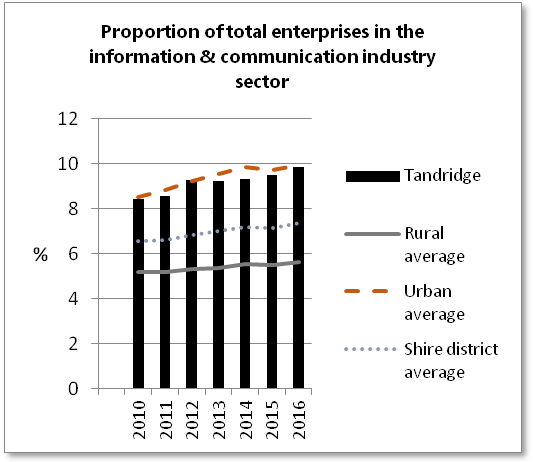 Proportion of total enterprises in the
information & communication industry
sector
12
10
8
6
4
2
0
%
2010
2011
2012
2013
2014
2015
2016
Tandridge
Rural
average
Urban
average
Shire district
average